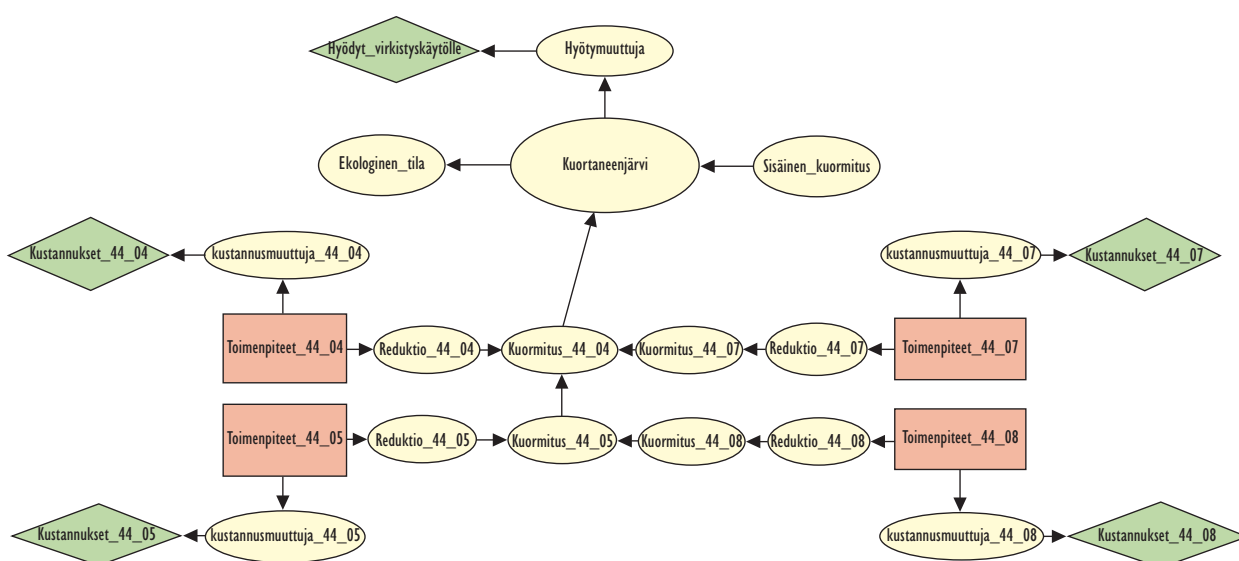 Hyödyt_virkistyskäytölle
Hyötymuuttuja
Ekologinen_tila
Kuortaneenjärvi
Sisäinen_kuormitus
Kustannukset_44_04
kustannusmuuttuja_44_04
kustannusmuuttuja_44_07
Kustannukset_44_07
Toimenpiteet_44_04
Reduktio_44_04
Kuormitus_44_04
Kuormitus_44_07
Reduktio_44_07
Toimenpiteet_44_07
Toimenpiteet_44_05
Reduktio_44_05
Kuormitus_44_05
Kuormitus_44_08
Reduktio_44_08
Toimenpiteet_44_08
Kustannukset_44_05
kustannusmuuttuja_44_05
kustannusmuuttuja_44_08
Kustannukset_44_08